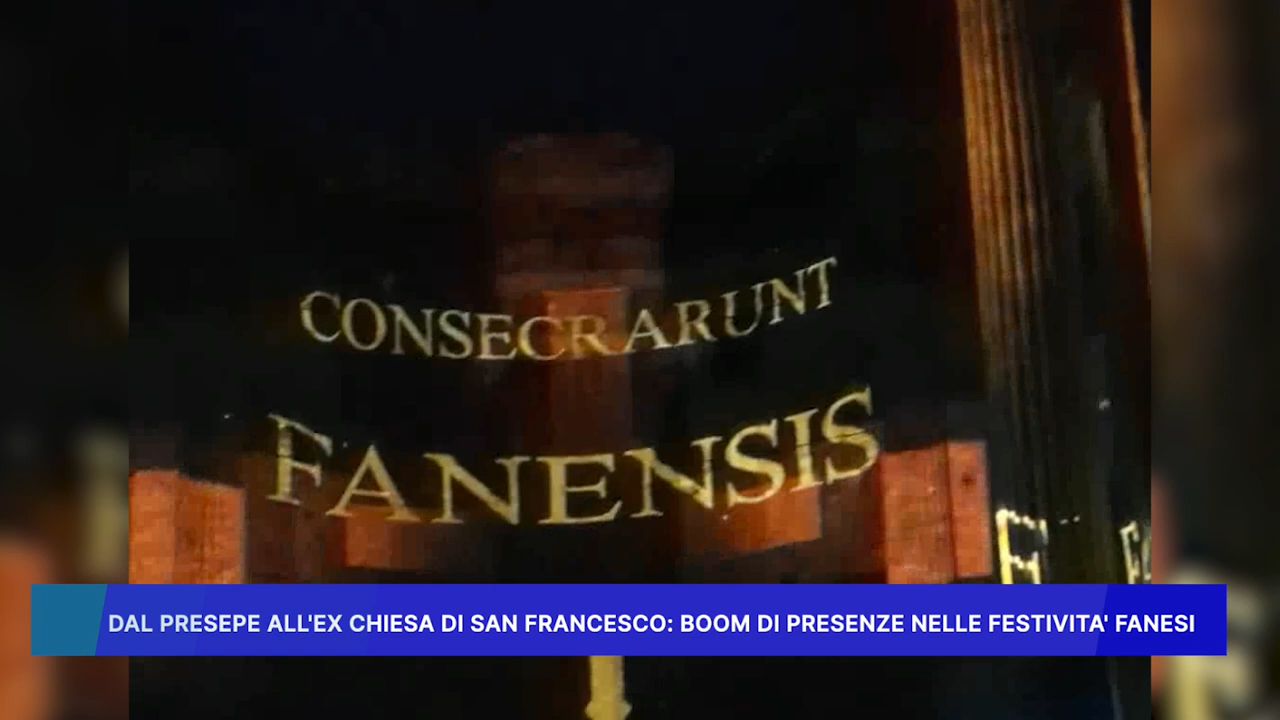 CONSECRARUNT
FANENSIS
DAL PRESEPE ALL'EX CHIESA DI SAN FRANCESCO: BOOM DI PRESENZE NELLE FESTIVITA' FANESI